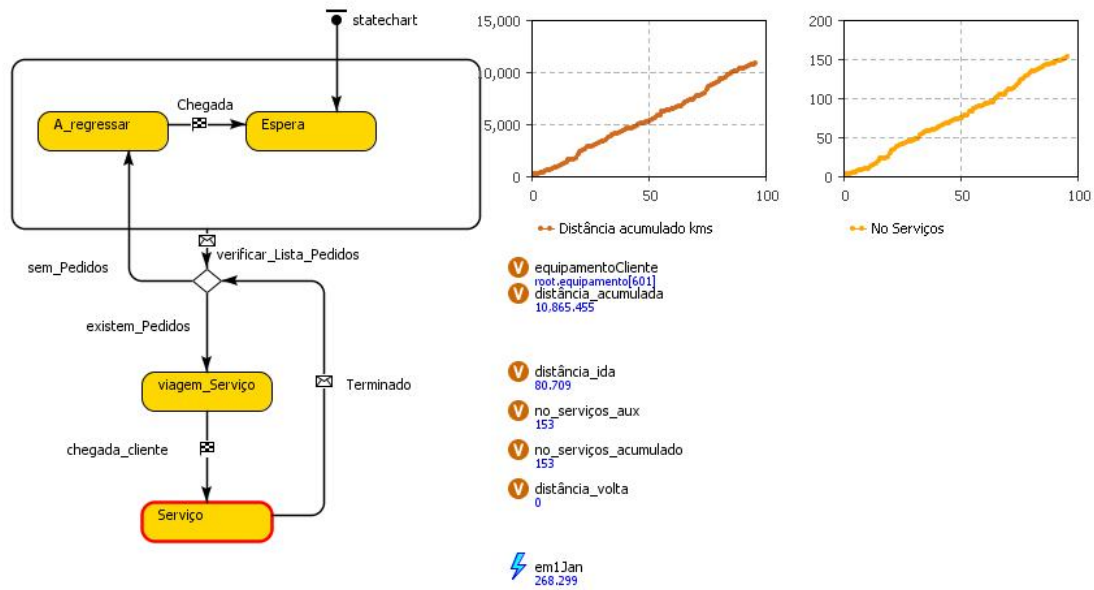 statechart
Chegada
A_regressar
Espera
verificar_Lista_Pedidos
sem_Pedidos
existem_Pedidos
viagem_Serviço
Terminado
chegada_cliente
Serviço
15,000
10,000
5,000
0
0
50
100
Distância acumulado kms
200
150
100
50
0
0
50
100
No Serviços
V equipamentoCliente
root.equipamento[601]
V distância_acumulada
10,865.455
V distância_ida
80.709
V no_serviços_aux
153
V no_serviços_acumulado
153
V distância_volta
0
em1Jan
268.299